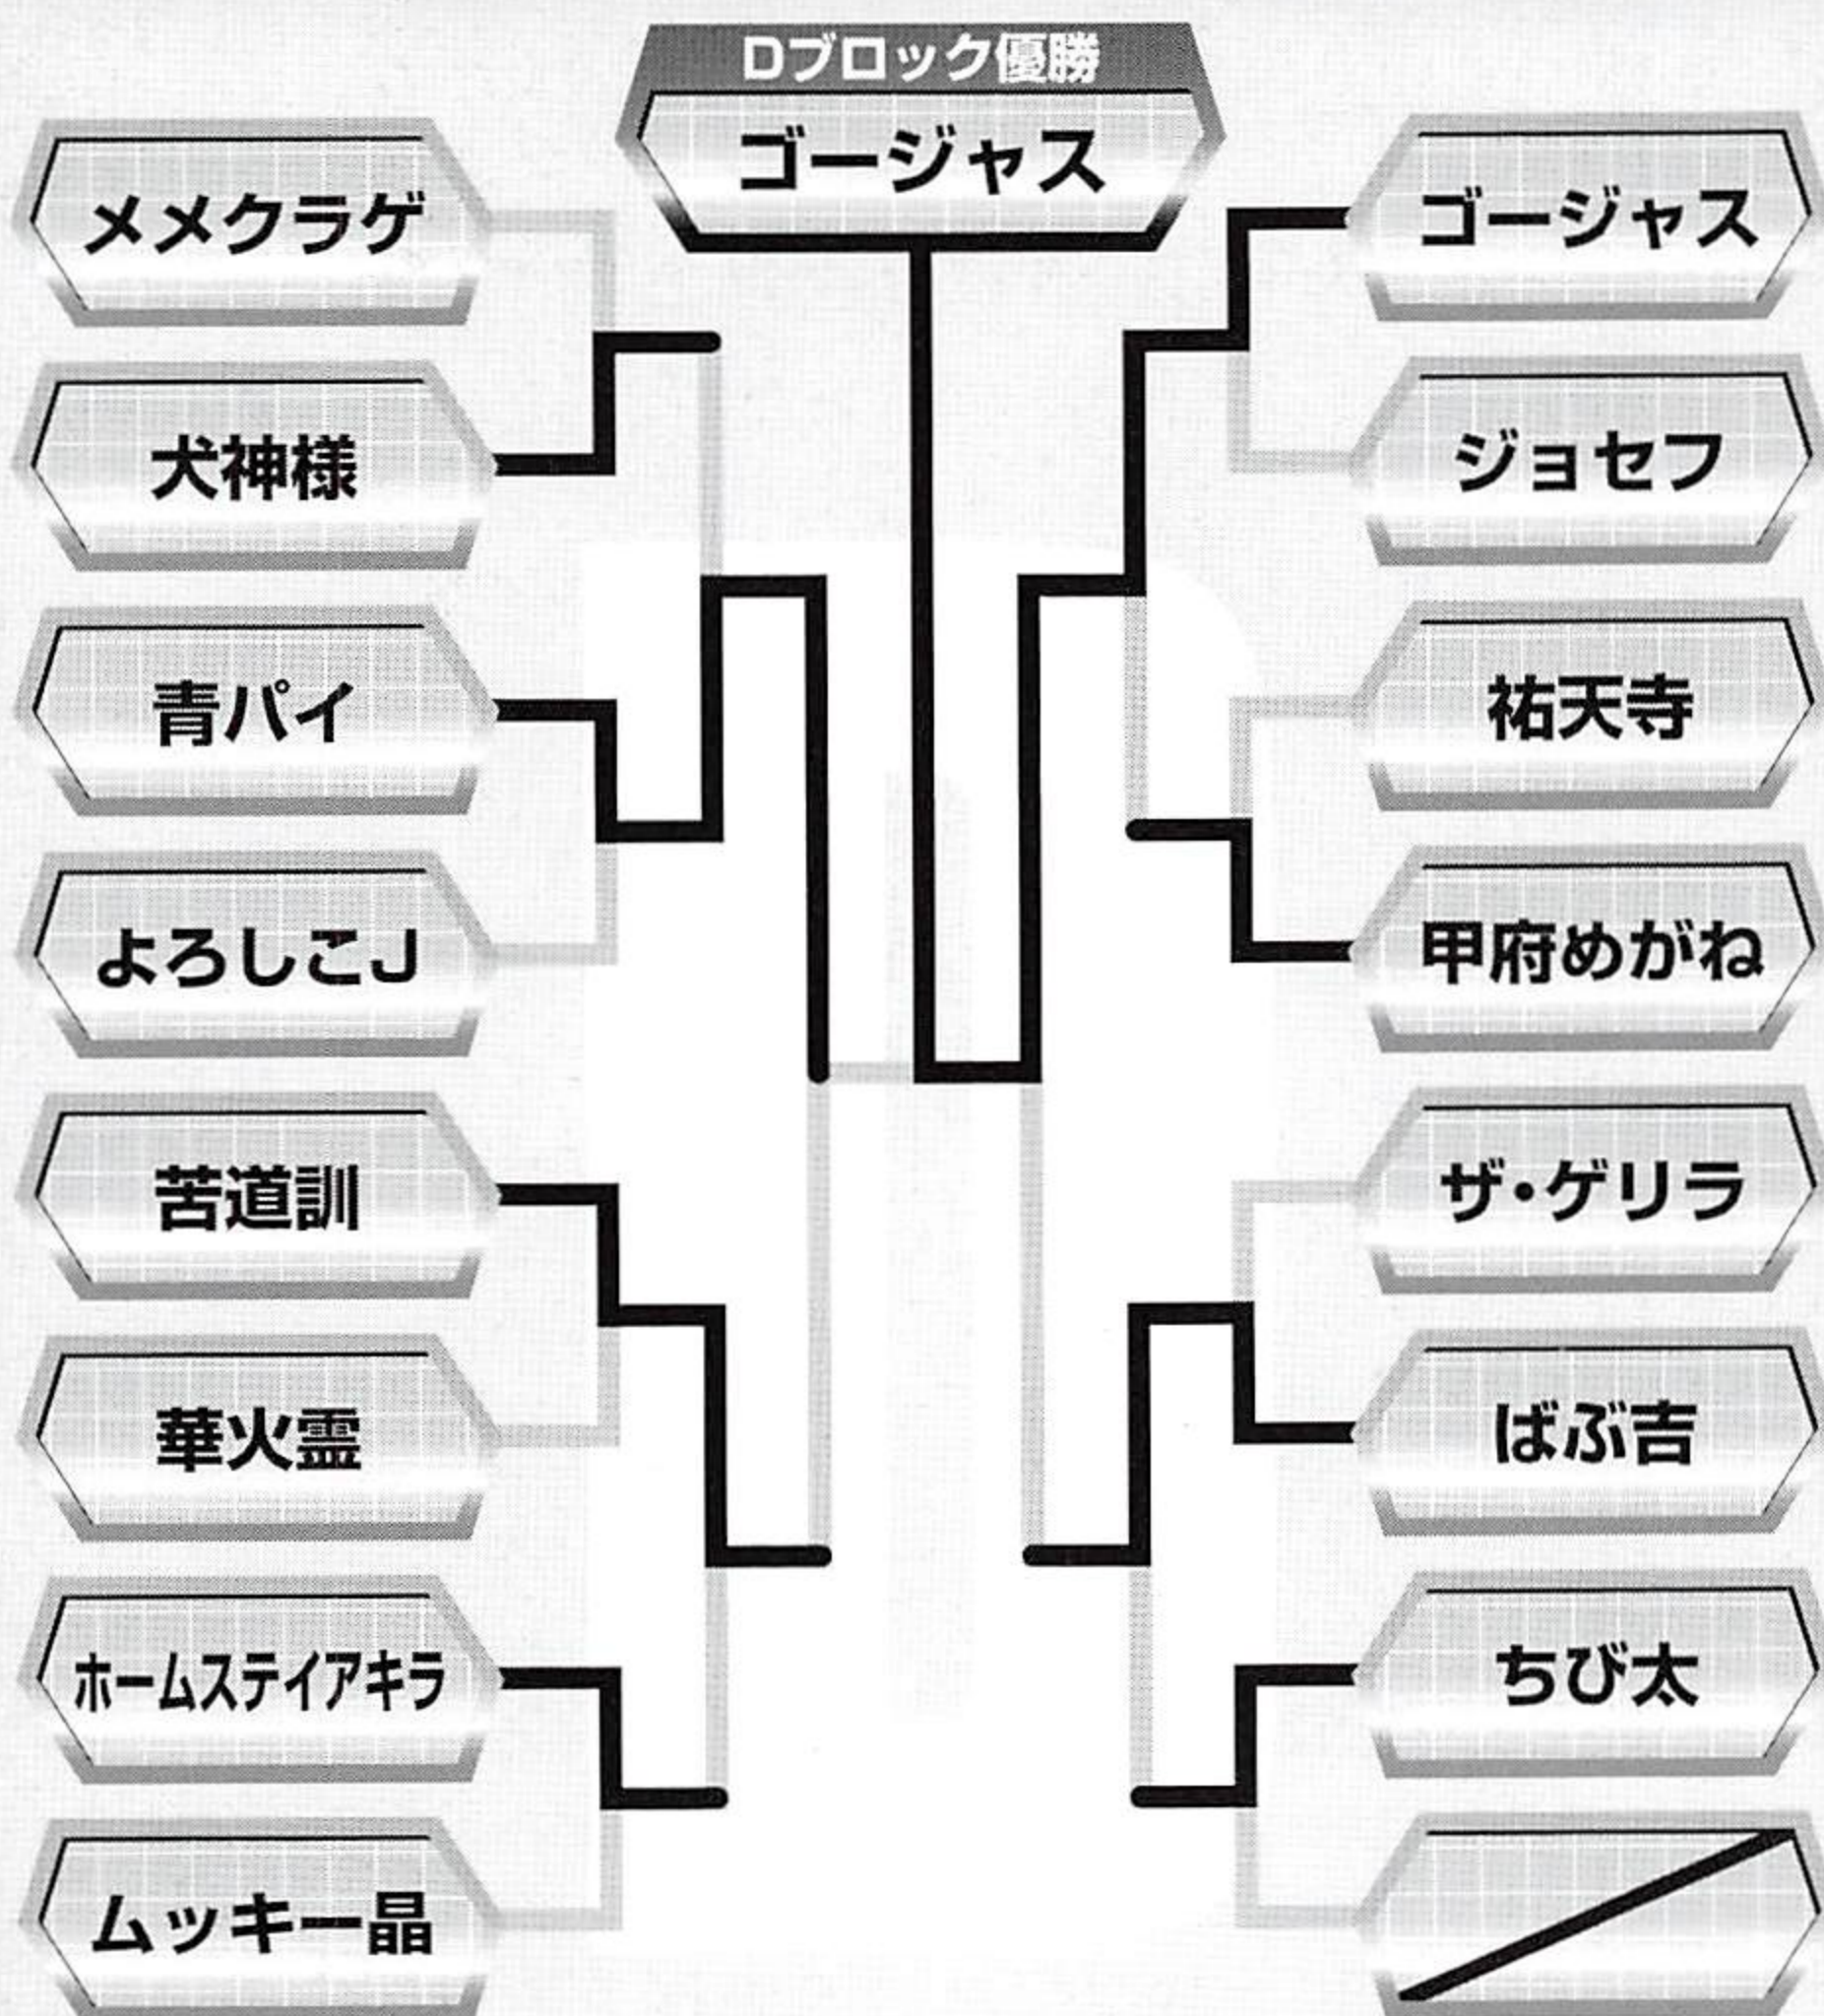 Dブロック優勝
ゴージャス
メメクラゲ
犬神様
青パイ
よろしこJ
苦道訓
華火霊
ホームステイアキラ
ムッキー晶
ゴージャス
ジョセフ
祐天寺
甲府めがね
ザ・ゲリラ
ばぶ吉
ちび太